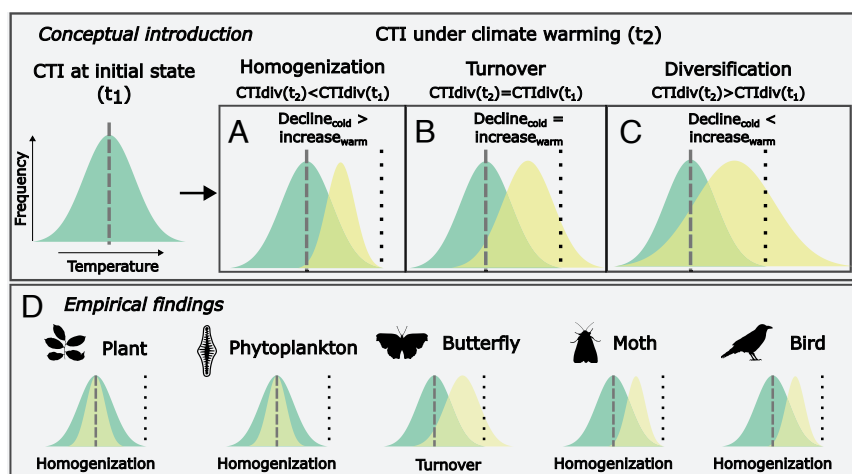 Conceptual introduction
CTI under climate warming (t2)
CTI at initial state
(t1)
Frequency
Temperature
Homogenization
CTIdiv(t2)<CTIdiv(t1)
A
Declinecold >
increasewarm
Turnover
CTIdiv(t2)=CTIdiv(t1)
B
Declinecold =
increasewarm
Diversification
CTIdiv(t2)>CTIdiv(t1)
C
Declinecold <
increasewarm
D
Empirical findings
Plant
Homogenization
Phytoplankton
Homogenization
Butterfly
Turnover
Moth
Homogenization
Bird
Homogenization